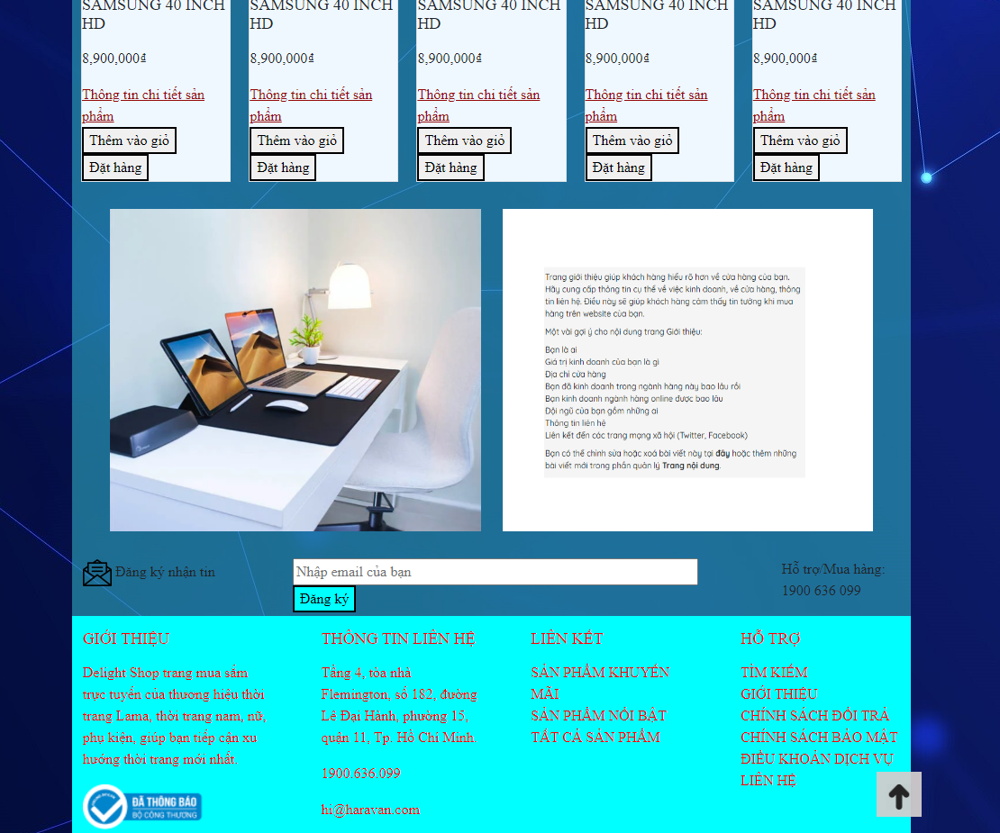 SAMSUNG 40 INCH
HD
8,900,000₫
Thông tin chi tiết sản
phẩm
Thêm vào giỏ
Đặt hàng
SAMSUNG 40 INCH
HD
8,900,000₫
Thông tin chi tiết sản
phẩm
Thêm vào giỏ
Đặt hàng
SAMSUNG 40 INCH
HD
8,900,000₫
Thông tin chi tiết sản
phẩm
Thêm vào giỏ
Đặt hàng
SAMSUNG 40 INCH
HD
8,900,000₫
Thông tin chi tiết sản
phẩm
Thêm vào giỏ
Đặt hàng
SAMSUNG 40 INCH
HD
8,900,000₫
Thông tin chi tiết sản
phẩm
Thêm vào giỏ
Đặt hàng
Trang giới thiệu giúp khách hàng hiểu rõ hơn về cửa hàng của bạn.
Hãy cung cấp thông tin cụ thể về việc kinh doanh, về cửa hàng, thông
tin liên hệ. Điều này sẽ giúp khách hàng cảm thấy tin tưởng khi mua
hàng trên website của bạn.
Một vài gợi ý cho nội dung trang Giới thiệu:
Bạn là ai
Giá trị kinh doanh của bạn là gì
Địa chỉ cửa hàng
Bạn đã kinh doanh trong ngành hàng này bao lâu rồi
Bạn kinh doanh ngành hàng online được bao lâu
Đội ngũ của bạn gồm những ai
Thông tin liên hệ
Liên kết đến các trang mạng xã hội (Twitter, Facebook)
Bạn có thể chỉnh sửa hoặc xoá bài viết này tại đây hoặc thêm những
bài viết mới trong phần quản lý Trang nội dung.
Đăng ký nhận tin
Nhập email của bạn
Đăng ký
Hỗ trợ/Mua hàng:
1900 636 099
GIỚI THIỆU
Delight Shop trang mua sắm
trực tuyến của thương hiệu thời
trang Lama, thời trang nam, nữ,
phụ kiện, giúp bạn tiếp cận xu
hướng thời trang mới nhất.
ĐÃ THÔNG BÁO
BỘ CÔNG THƯƠNG
THÔNG TIN LIÊN HỆ
Tầng 4, tòa nhà
Flemington, số 182, đường
Lê Đại Hành, phường 15,
quận 11, Tp. Hồ Chí Minh.
1900.636.099
hi@haravan.com
LIÊN KẾT
SẢN PHẨM KHUYẾN
MÃI
SẢN PHẨM NỔI BẬT
TẤT CẢ SẢN PHẨM
HỖ TRỢ
TÌM KIẾM
GIỚI THIỆU
CHÍNH SÁCH ĐỔI TRẢ
CHÍNH SÁCH BẢO MẬT
ĐIỀU KHOẢN DỊCH VỤ
LIÊN HỆ